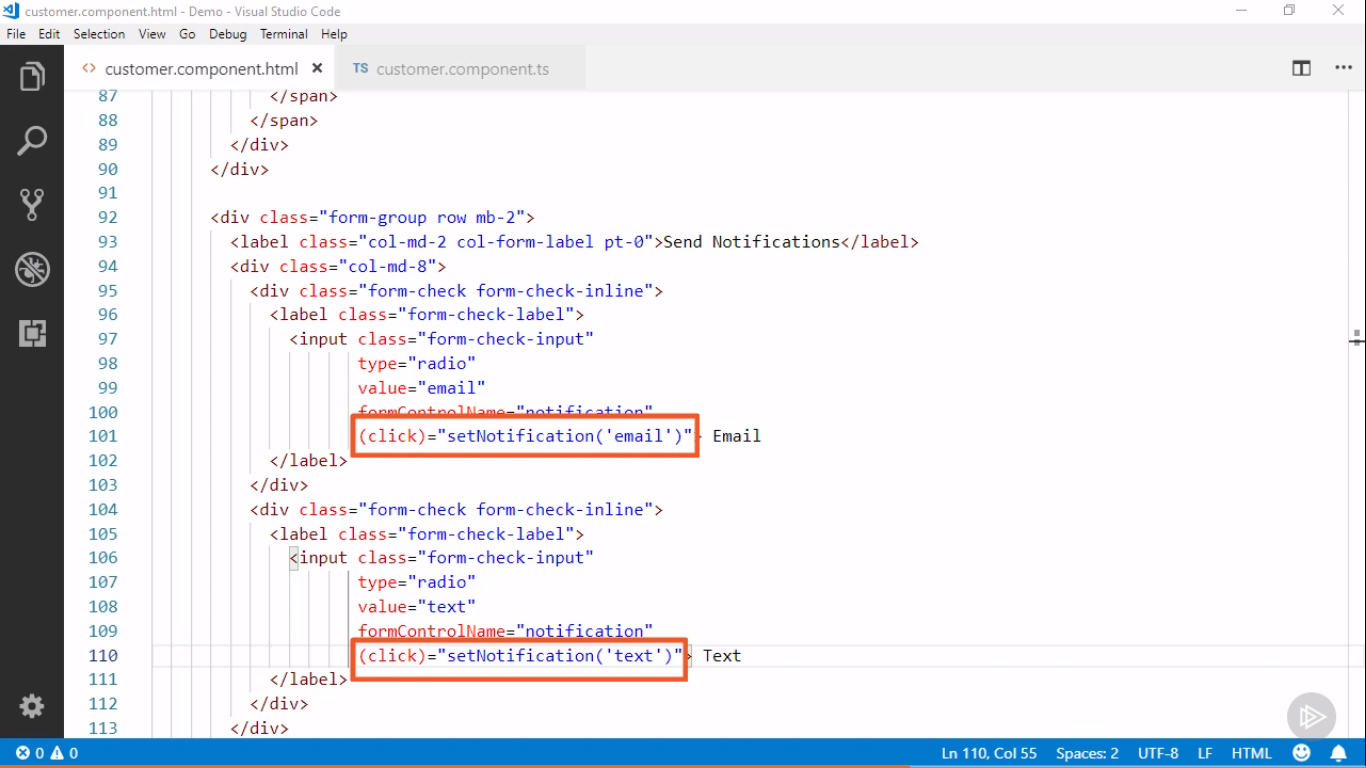 customer.component.html - Demo - Visual Studio Code
File Edit Selection View Go Debug Terminal Help
<> customer.component.html × TS customer.component.ts ...
87 </span>
88 </span>
89 </div>
90 </div>
91
92 <div class="form-group row mb-2">
93 <label class="col-md-2 col-form-label pt-0">Send Notifications</label>
94 <div class="col-md-8">
95 <div class="form-check form-check-inline">
96 <label class="form-check-label">
97 <input class="form-check-input"
98 type="radio"
99 value="email"
100 formControlName="notification"
101 (click)="setNotification('email')"> Email
102 </label>
103 </div>
104 <div class="form-check form-check-inline">
105 <label class="form-check-label">
106 <input class="form-check-input"
107 type="radio"
108 value="text"
109 formControlName="notification"
110 (click)="setNotification('text')"> Text
111 </label>
112 </div>
113 </div>
0 0 Ln 110, Col 55 Spaces: 2 UTF-8 LF HTML